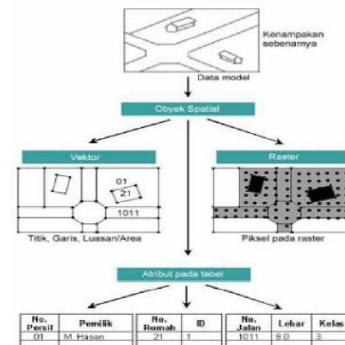 Kenampakan
sebenarnya
Data model
Obyek Spatial
Vektor
Raster
01
21
1011
Titik, Garis, Luasan/Area
Piksel pada raster
Atribut pada tabel
No. Persil Pemilik
01 M. Hasan
No. Rumah ID
21 1
No. Jalan Lebar Kelas
1011 8.0 3